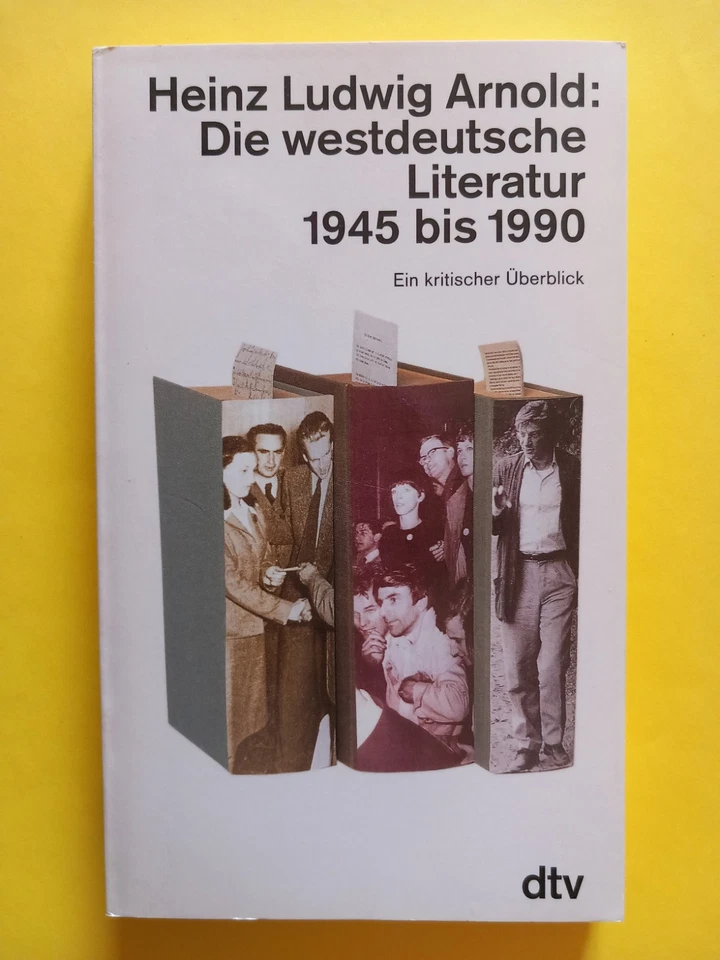 Heinz Ludwig Arnold:
Die westdeutsche
Literatur
1945 bis 1990
Ein kritischer Überblick
dtv